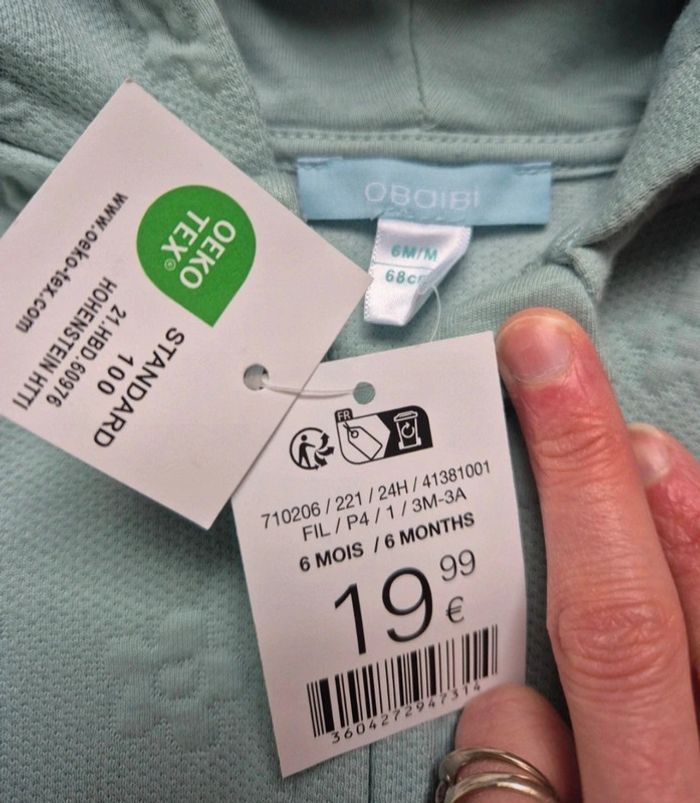 OBAIBI
6M/M
68c
OEKO
TEX®
STANDARD
100
21.HBD.60976
HOHENSTEIN HTTI
www.oeko-tex.com
FR
710206 / 221 / 24H / 41381001
FIL / P4 / 1 / 3M-3A
6 MOIS / 6 MONTHS
19 99 €
3604272947314